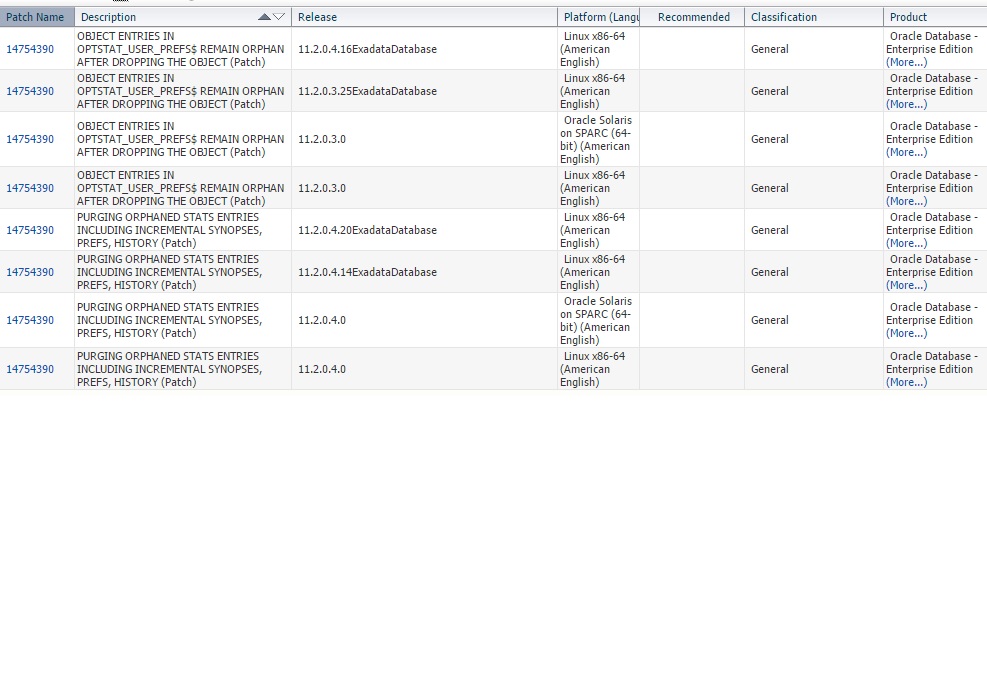 Patch Name Description Release Platform (Langu Recommended Classification Product
14754390 OBJECT ENTRIES IN OPTSTAT_USER_PREFS$ REMAIN ORPHAN AFTER DROPPING THE OBJECT (Patch) 11.2.0.4.16ExadataDatabase Linux x86-64 (American English) General Oracle Database - Enterprise Edition (More...)
14754390 OBJECT ENTRIES IN OPTSTAT_USER_PREFS$ REMAIN ORPHAN AFTER DROPPING THE OBJECT (Patch) 11.2.0.3.25ExadataDatabase Linux x86-64 (American English) General Oracle Database - Enterprise Edition (More...)
14754390 OBJECT ENTRIES IN OPTSTAT_USER_PREFS$ REMAIN ORPHAN AFTER DROPPING THE OBJECT (Patch) 11.2.0.3.0 Oracle Solaris on SPARC (64-bit) (American English) General Oracle Database - Enterprise Edition (More...)
14754390 OBJECT ENTRIES IN OPTSTAT_USER_PREFS$ REMAIN ORPHAN AFTER DROPPING THE OBJECT (Patch) 11.2.0.3.0 Linux x86-64 (American English) General Oracle Database - Enterprise Edition (More...)
14754390 PURGING ORPHANED STATS ENTRIES INCLUDING INCREMENTAL SYNOPSES, PREFS, HISTORY (Patch) 11.2.0.4.20ExadataDatabase Linux x86-64 (American English) General Oracle Database - Enterprise Edition (More...)
14754390 PURGING ORPHANED STATS ENTRIES INCLUDING INCREMENTAL SYNOPSES, PREFS, HISTORY (Patch) 11.2.0.4.14ExadataDatabase Linux x86-64 (American English) General Oracle Database - Enterprise Edition (More...)
14754390 PURGING ORPHANED STATS ENTRIES INCLUDING INCREMENTAL SYNOPSES, PREFS, HISTORY (Patch) 11.2.0.4.0 Oracle Solaris on SPARC (64-bit) (American English) General Oracle Database - Enterprise Edition (More...)
14754390 PURGING ORPHANED STATS ENTRIES INCLUDING INCREMENTAL SYNOPSES, PREFS, HISTORY (Patch) 11.2.0.4.0 Linux x86-64 (American English) General Oracle Database - Enterprise Edition (More...)